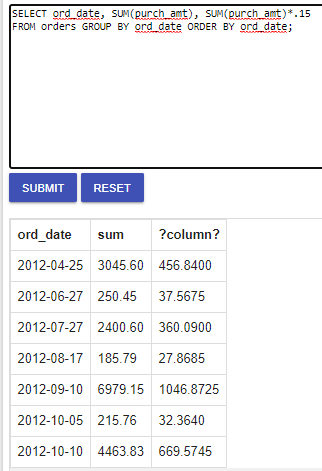 SELECT ord_date, SUM(purch_amt), SUM(purch_amt)*.15
FROM orders GROUP BY ord_date ORDER BY ord_date;
SUBMIT RESET
ord_date sum ?column?
2012-04-25 3045.60 456.8400
2012-06-27 250.45 37.5675
2012-07-27 2400.60 360.0900
2012-08-17 185.79 27.8685
2012-09-10 6979.15 1046.8725
2012-10-05 215.76 32.3640
2012-10-10 4463.83 669.5745